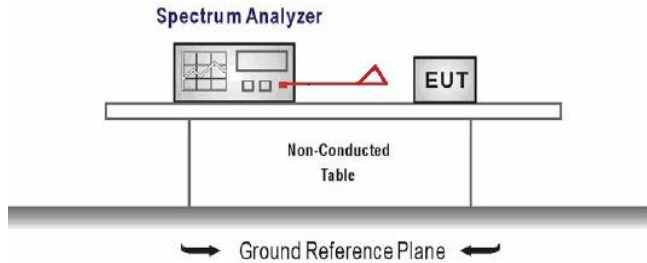 Spectrum Analyzer
EUT
Non-Conducted
Table
Ground Reference Plane